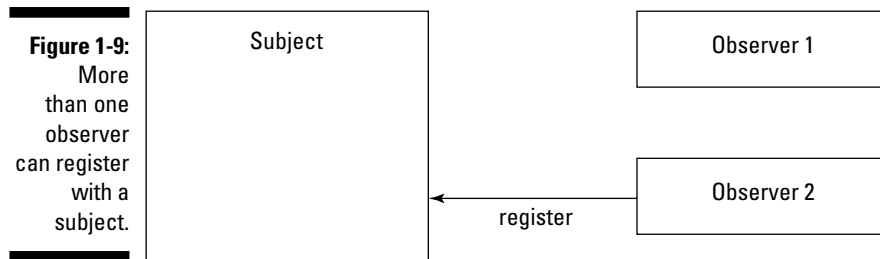 Figure 1-9:
More
than one
observer
can register
with a
subject.
Subject
Observer 1
Observer 2
register